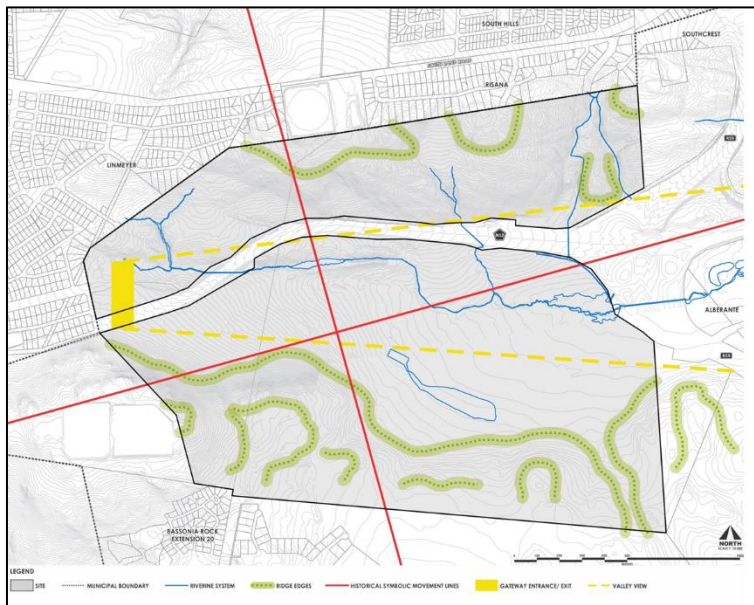 SOUTH HILLS
SOUTHCREST
RISANA
LINMEYER
ALBERANTE
BASSONIA ROCK
EXTENSION 20
NORTH
LEGEND
SITE
MUNICIPAL BOUNDARY
RIVERINE SYSTEM
RIDGE EDGES
HISTORICAL SYMBOLIC MOVEMENT LINES
GATEWAY ENTRANCE/ EXIT
VALLEY VIEW